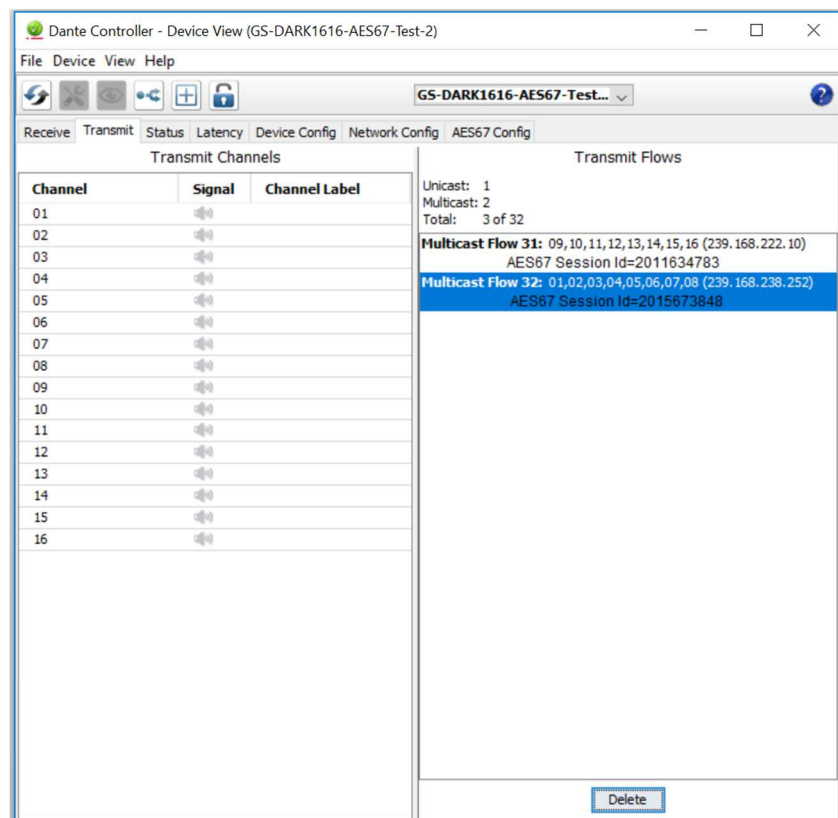 Dante Controller - Device View (GS-DARK1616-AES67-Test-2)
File Device View Help
GS-DARK1616-AES67-Test...
?
Receive Transmit Status Latency Device Config Network Config AES67 Config
Transmit Channels
Channel Signal Channel Label
01
02
03
04
05
06
07
08
09
10
11
12
13
14
15
16
Transmit Flows
Unicast: 1
Multicast: 2
Total: 3 of 32
Multicast Flow 31: 09,10,11,12,13,14,15,16 (239.168.222.10)
AES67 Session Id=2011634783
Multicast Flow 32: 01,02,03,04,05,06,07,08 (239.168.238.252)
AES67 Session Id=2015673848
Delete